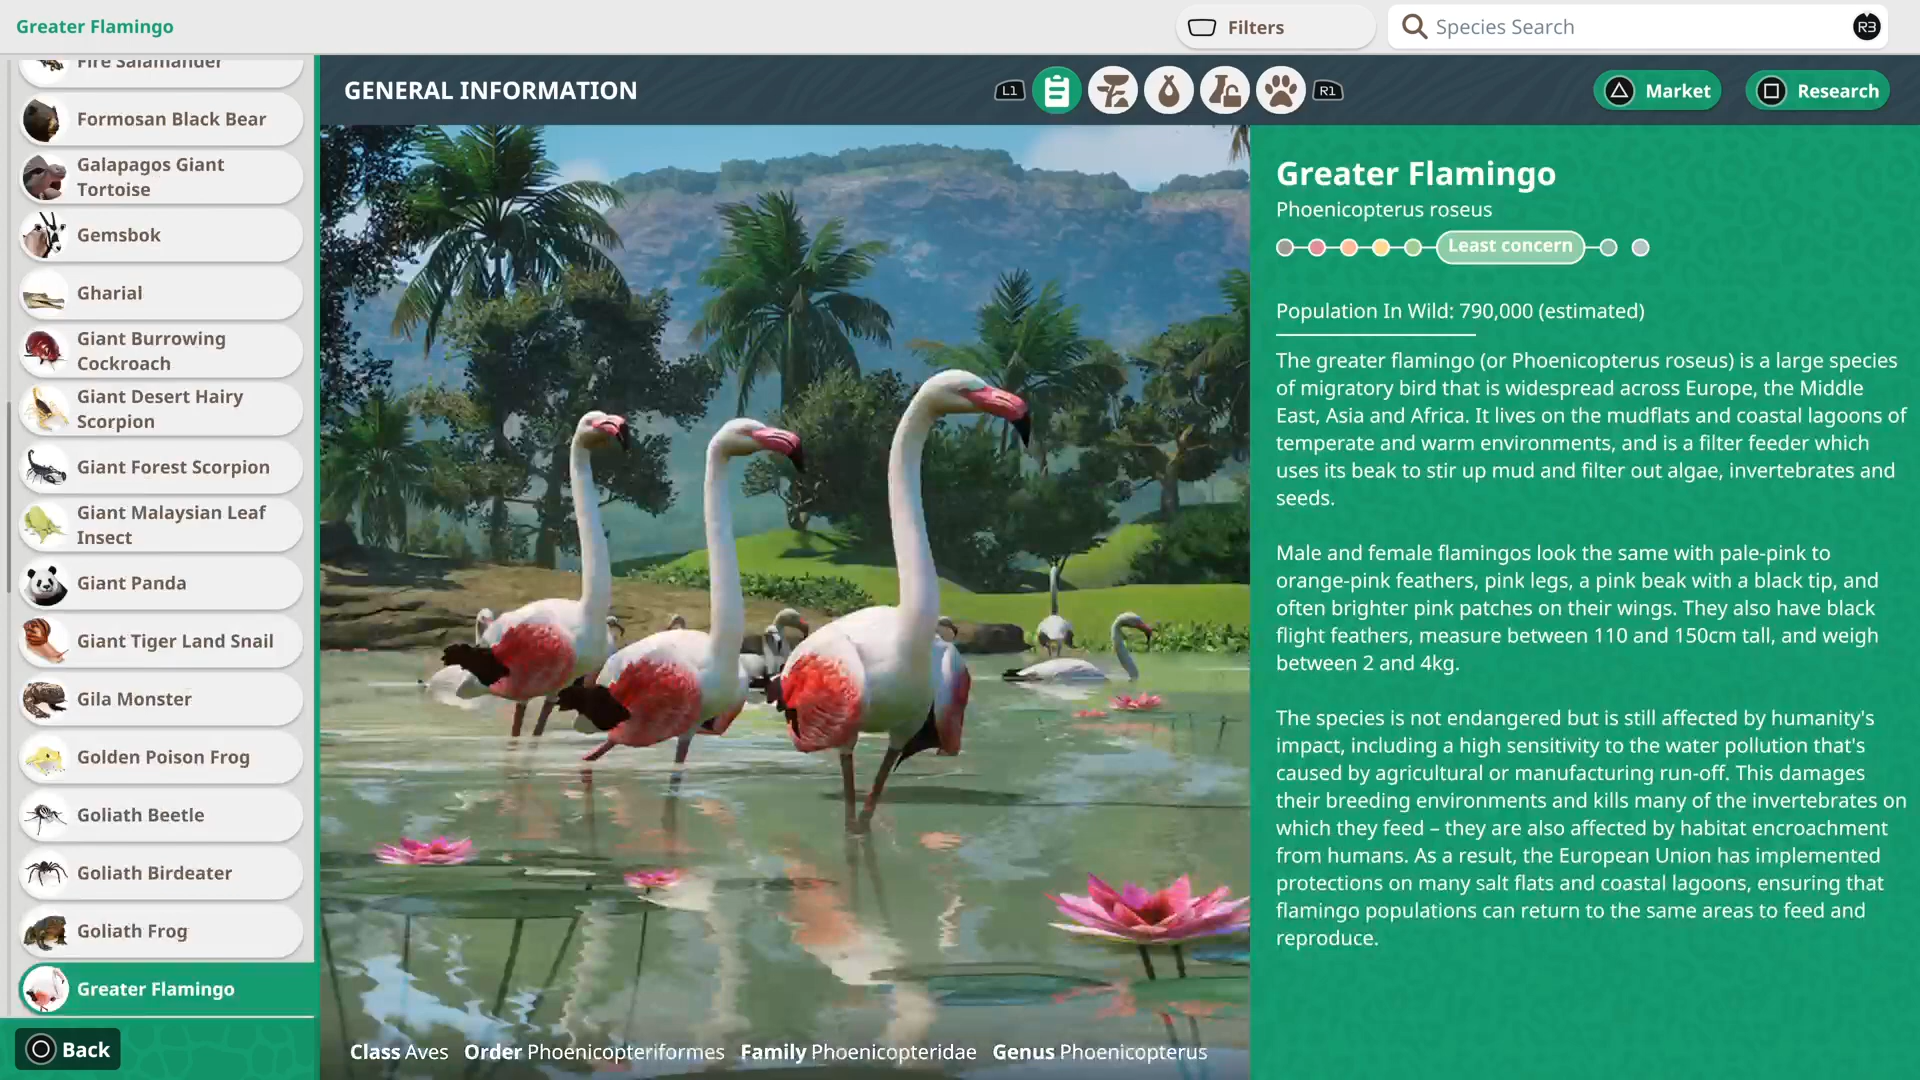 Greater Flamingo
Filters
Species Search
R3
Fire Salamander
Formosan Black Bear
Galapagos Giant
Tortoise
Gemsbok
Gharial
Giant Burrowing
Cockroach
Giant Desert Hairy
Scorpion
Giant Forest Scorpion
Giant Malaysian Leaf
Insect
Giant Panda
Giant Tiger Land Snail
Gila Monster
Golden Poison Frog
Goliath Beetle
Goliath Birdeater
Goliath Frog
Greater Flamingo
Back
GENERAL INFORMATION
L1
R1
Market
Research
Class Aves Order Phoenicopteriformes Family Phoenicopteridae Genus Phoenicopterus
Greater Flamingo
Phoenicopterus roseus
Least concern
Population In Wild: 790,000 (estimated)
The greater flamingo (or Phoenicopterus roseus) is a large species
of migratory bird that is widespread across Europe, the Middle
East, Asia and Africa. It lives on the mudflats and coastal lagoons of
temperate and warm environments, and is a filter feeder which
uses its beak to stir up mud and filter out algae, invertebrates and
seeds.
Male and female flamingos look the same with pale-pink to
orange-pink feathers, pink legs, a pink beak with a black tip, and
often brighter pink patches on their wings. They also have black
flight feathers, measure between 110 and 150cm tall, and weigh
between 2 and 4kg.
The species is not endangered but is still affected by humanity's
impact, including a high sensitivity to the water pollution that's
caused by agricultural or manufacturing run-off. This damages
their breeding environments and kills many of the invertebrates on
which they feed – they are also affected by habitat encroachment
from humans. As a result, the European Union has implemented
protections on many salt flats and coastal lagoons, ensuring that
flamingo populations can return to the same areas to feed and
reproduce.